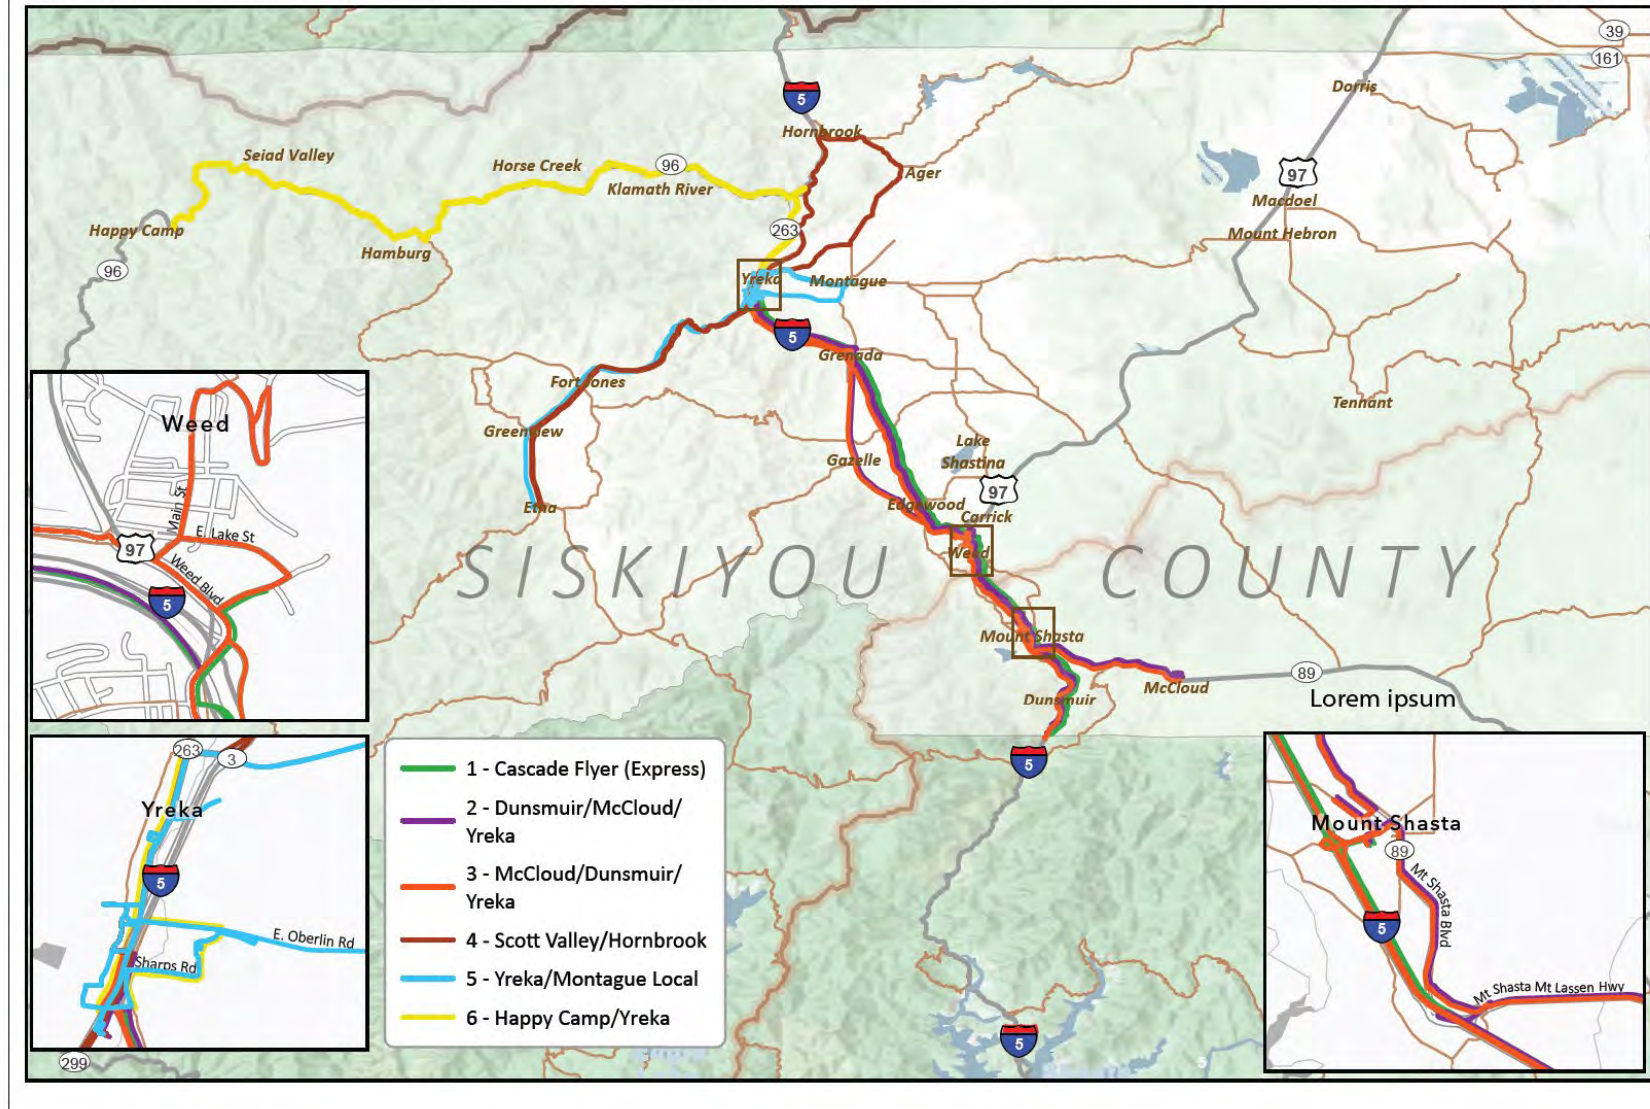 39
161
5
Dorris
Hornbrook
Seiad Valley
Horse Creek
96
Ager
97
Klamath River
Macdoel
Happy Camp
263
Mount Hebron
Hamburg
96
Yreka
Montague
5
Grenada
Fort Jones
Tennant
Greenview
Lake
Shastina
Gazelle
97
Etna
Edgewood
Carrick
Weed
SISKIYOU COUNTY
Mount Shasta
89
McCloud
Dunsmuir
Lorem ipsum
5
5
5
Weed
Main St
E. Lake St
97
Weed Blvd
5
263
3
Yreka
5
E. Oberlin Rd
Sharps Rd
299
1 - Cascade Flyer (Express)
2 - Dunsmuir/McCloud/
Yreka
3 - McCloud/Dunsmuir/
Yreka
4 - Scott Valley/Hornbrook
5 - Yreka/Montague Local
6 - Happy Camp/Yreka
Mount Shasta
89
Mt Shasta Blvd
5
Mt Shasta Mt Lassen Hwy